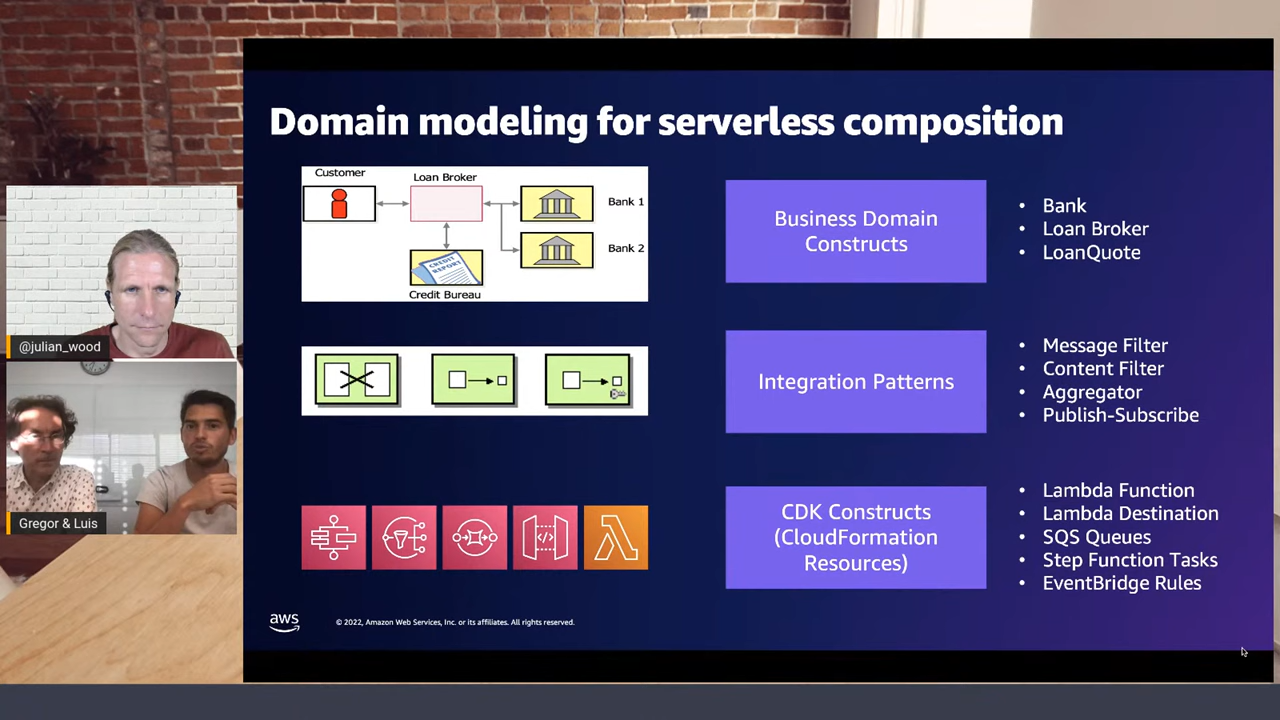 Domain modeling for serverless composition
Customer
Loan Broker
Bank 1
Bank 2
CREDIT REPORT
Credit Bureau
Business Domain
Constructs
• Bank
• Loan Broker
• LoanQuote
Integration Patterns
• Message Filter
• Content Filter
• Aggregator
• Publish-Subscribe
CDK Constructs
(CloudFormation
Resources)
• Lambda Function
• Lambda Destination
• SQS Queues
• Step Function Tasks
• EventBridge Rules
aws
© 2022, Amazon Web Services, Inc. or its affiliates. All rights reserved.
@julian_wood
Gregor & Luis